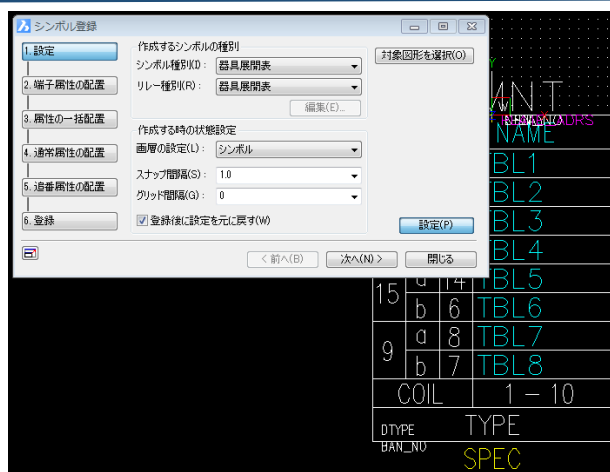 シンボル登録
1. 設定
2. 端子属性の配置
3. 属性の一括配置
4. 通常属性の配置
5. 追番属性の配置
6. 登録
作成するシンボルの種別
シンボル種別(D):
器具展開表
リレー種別(R):
器具展開表
編集(E)...
対象図形を選択(O)
作成する時の状態設定
画層の設定(L):
シンボル
スナップ間隔(S):
1.0
グリッド間隔(G):
0
登録後に設定を元に戻す(W)
設定(P)
< 前へ(B)
次へ(N) >
閉じる
Y
NAME
TBL1
TBL2
TBL3
TBL4
15 a 14 TBL5
b 6 TBL6
9 a 8 TBL7
b 7 TBL8
COIL 1 - 10
DTYPE TYPE
BAN_NO
SPEC